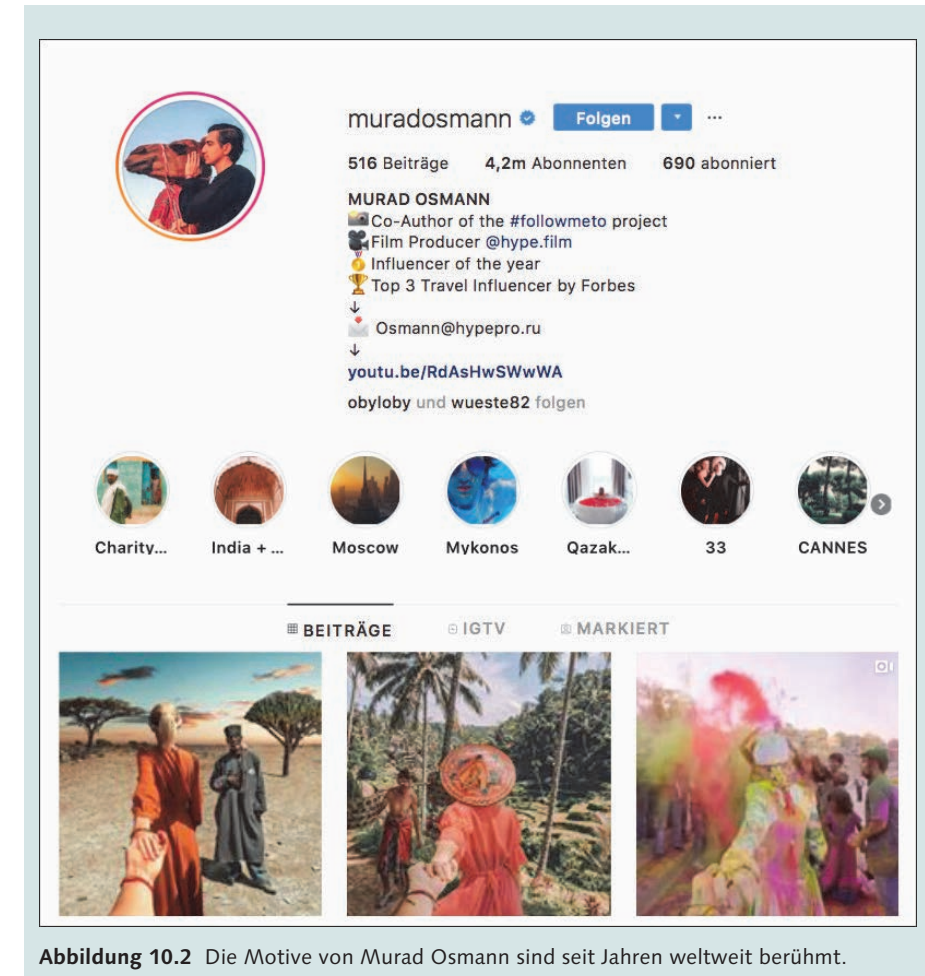 muradosmann Folgen ...
516 Beiträge 4,2m Abonnenten 690 abonniert
MURAD OSMANN
Co-Author of the #followmeto project
Film Producer @hype.film
Influencer of the year
Top 3 Travel Influencer by Forbes
↓
Osmann@hypepro.ru
↓
youtu.be/RdAsHwSWwWA
obyloby und wueste82 folgen
Charity... India + ... Moscow Mykonos Qazak... 33 CANNES
BEITRÄGE IGTV MARKIERT
Abbildung 10.2 Die Motive von Murad Osmann sind seit Jahren weltweit berühmt.